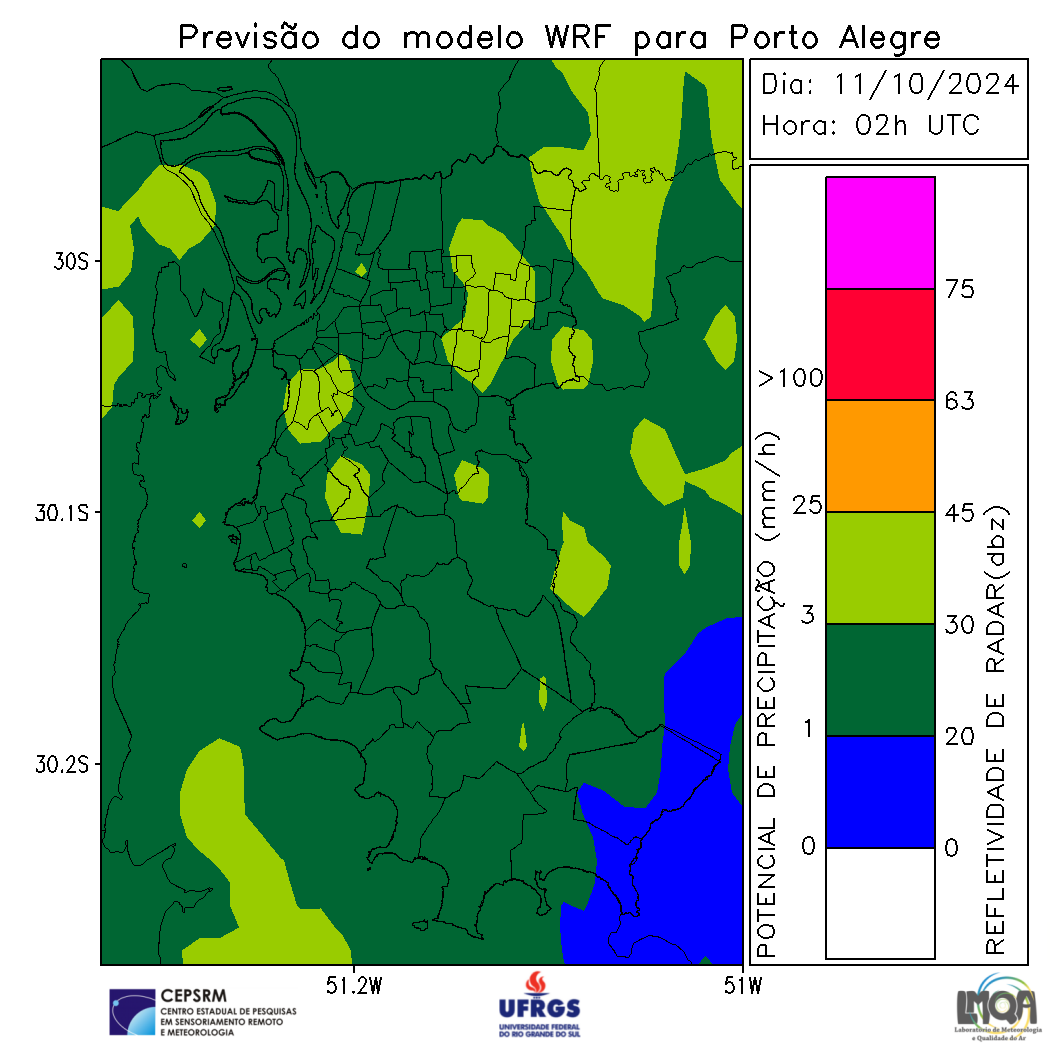 Previsão do modelo WRF para Porto Alegre
Dia: 11/10/2024
Hora: 02h UTC
30S
30.1S
30.2S
51.2W
51W
POTENCIAL DE PRECIPITAÇÃO (mm/h)
>100
25
3
1
0
75
63
45
30
20
0
REFLETIVIDADE DE RADAR(dbz)
CEPSRM
CENTRO ESTADUAL DE PESQUISAS
EM SENSORIAMENTO REMOTO
E METEOROLOGIA
UFRGS
UNIVERSIDADE FEDERAL
DO RIO GRANDE DO SUL
LMQA
Laboratório de Meteorologia
e Qualidade do Ar